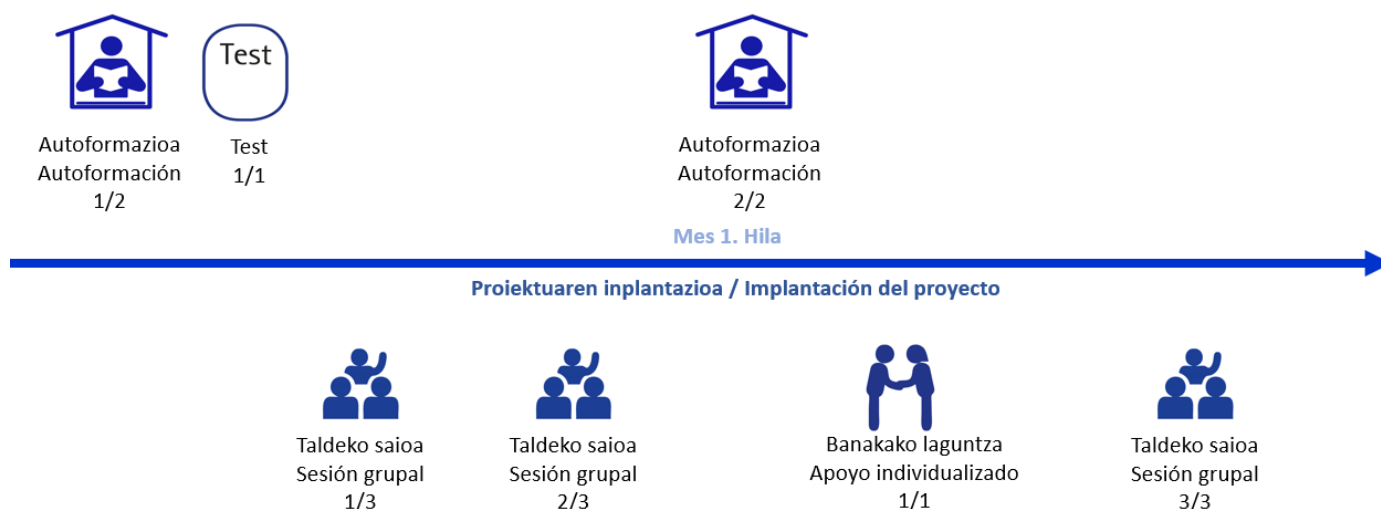 Test
Autoformazioa
Autoformación
1/2
Test
1/1
Autoformazioa
Autoformación
2/2
Mes 1. Hila
Proiektuaren inplantazioa / Implantación del proyecto
Taldeko saioa
Sesión grupal
1/3
Taldeko saioa
Sesión grupal
2/3
Banakako laguntza
Apoyo individualizado
1/1
Taldeko saioa
Sesión grupal
3/3